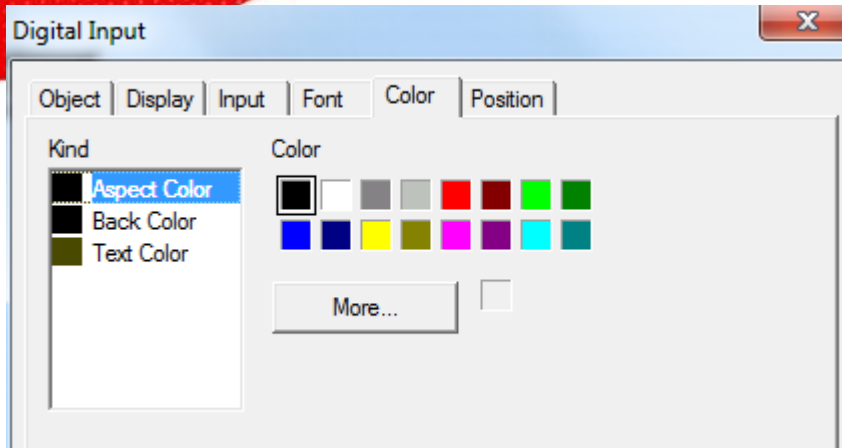 Digital Input
Object Display Input Font Color Position
Kind Color
Aspect Color
Back Color
Text Color
More...